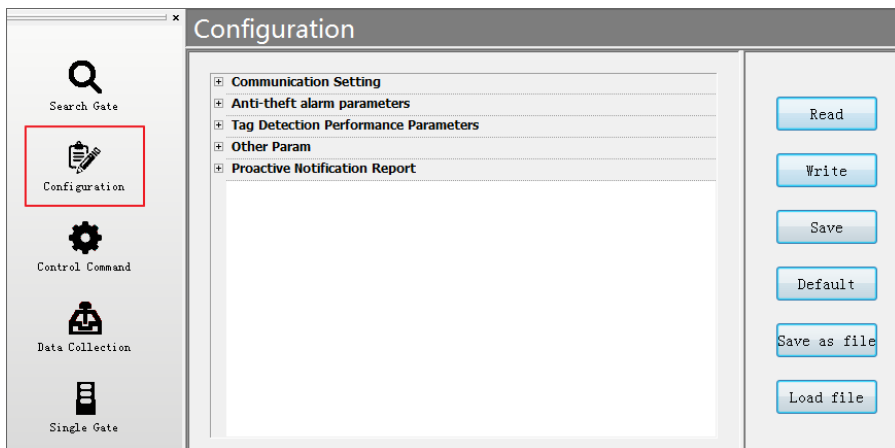 Configuration
Search Gate
Configuration
Control Command
Data Collection
Single Gate
Communication Setting
Anti-theft alarm parameters
Tag Detection Performance Parameters
Other Param
Proactive Notification Report
Read
Write
Save
Default
Save as file
Load file